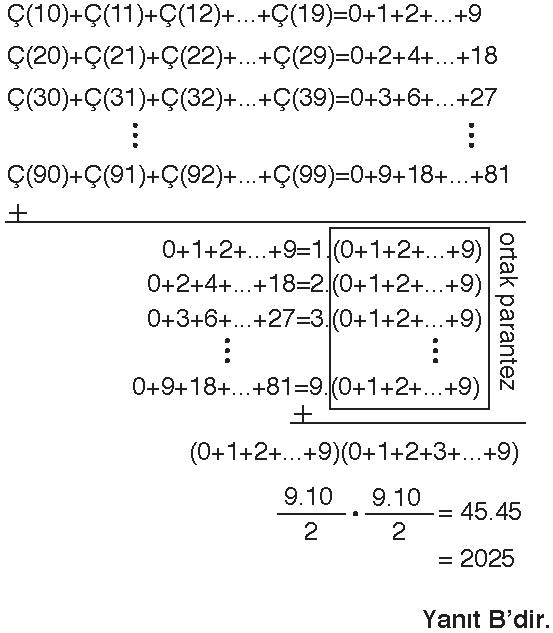 Ç(10)+Ç(11)+Ç(12)+...+Ç(19)=0+1+2+...+9
Ç(20)+Ç(21)+Ç(22)+...+Ç(29)=0+2+4+...+18
Ç(30)+Ç(31)+Ç(32)+...+Ç(39)=0+3+6+...+27
⋮ ⋮
Ç(90)+Ç(91)+Ç(92)+...+Ç(99)=0+9+18+...+81
+
0+1+2+...+9=1.(0+1+2+...+9)
0+2+4+...+18=2.(0+1+2+...+9)
0+3+6+...+27=3.(0+1+2+...+9)
⋮ ⋮
0+9+18+...+81=9.(0+1+2+...+9)
+
ortak parantez
(0+1+2+...+9)(0+1+2+3+...+9)
9.10/2 • 9.10/2 = 45.45
= 2025
Yanıt B'dir.